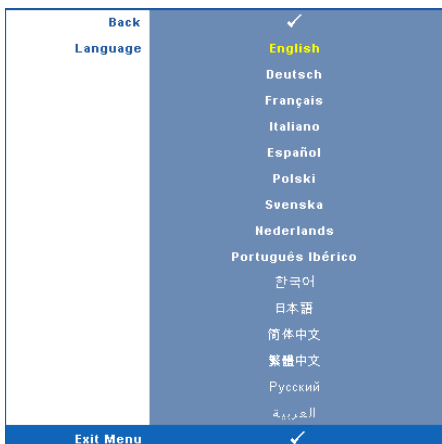 Back ✓
Language English
Deutsch
Français
Italiano
Español
Polski
Svenska
Nederlands
Português Ibérico
한국어
日本語
简体中文
繁體中文
Русский
العربية
Exit Menu ✓